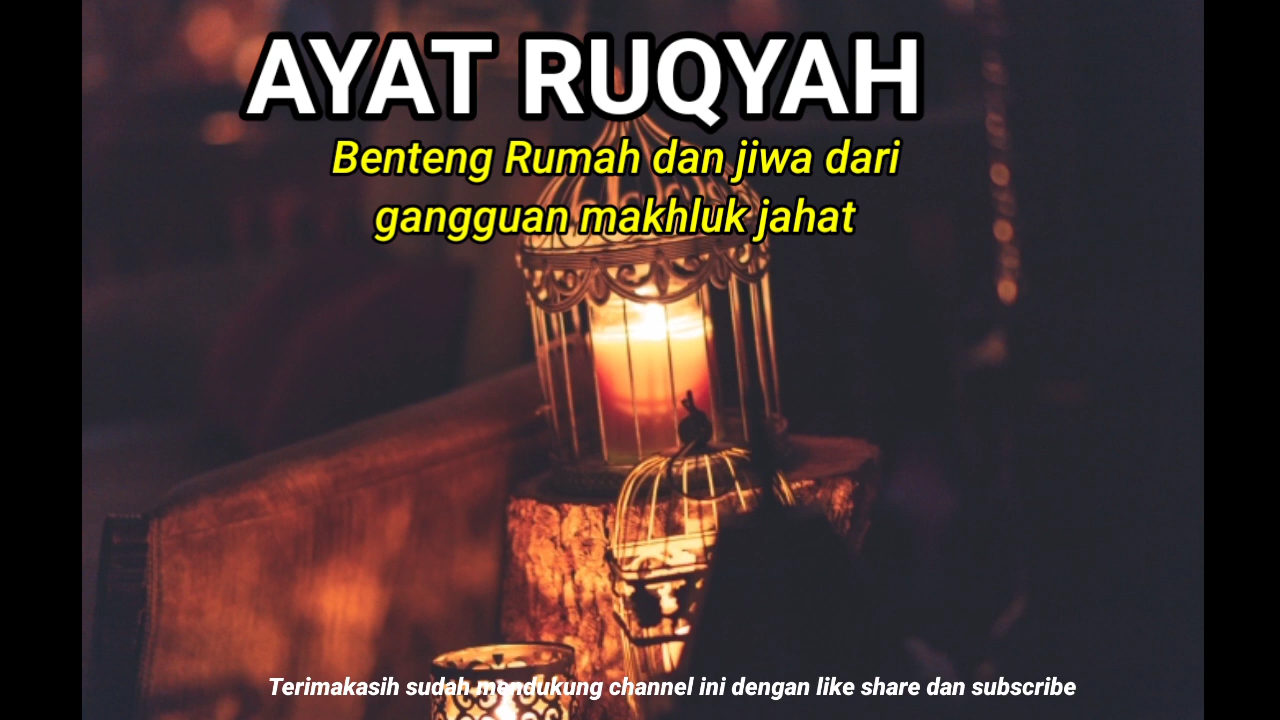 AYAT RUQYAH
Benteng Rumah dan jiwa dari
gangguan makhluk jahat
Terimakasih sudah mendukung channel ini dengan like share dan subscribe